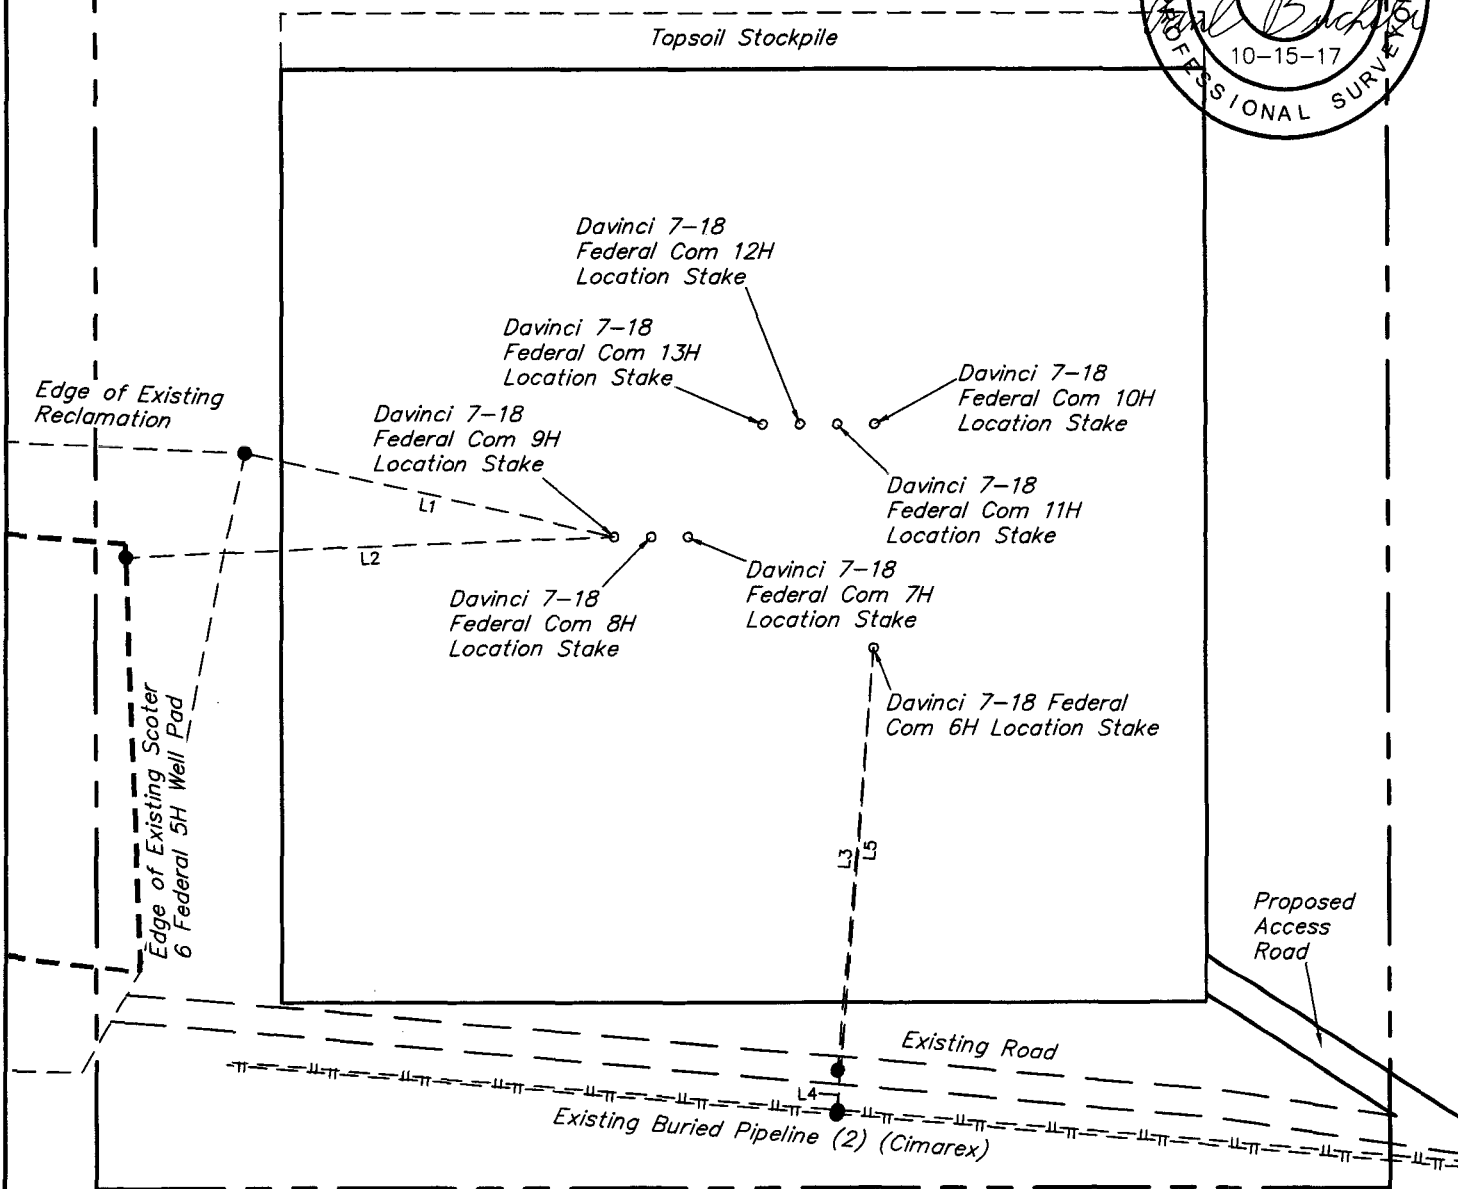 Topsoil Stockpile
Paul Buchele
10-15-17
PROFESSIONAL SURVEYOR
Davinci 7-18
Federal Com 12H
Location Stake
Davinci 7-18
Federal Com 13H
Location Stake
Davinci 7-18
Federal Com 10H
Location Stake
Edge of Existing
Reclamation
Davinci 7-18
Federal Com 9H
Location Stake
L1
Davinci 7-18
Federal Com 11H
Location Stake
L2
Davinci 7-18
Federal Com 7H
Location Stake
Davinci 7-18
Federal Com 8H
Location Stake
Davinci 7-18 Federal
Com 6H Location Stake
Edge of Existing Scoter
6 Federal 5H Well Pad
L3
L5
Proposed
Access
Road
Existing Road
L4
Existing Buried Pipeline (2) (Cimarex)